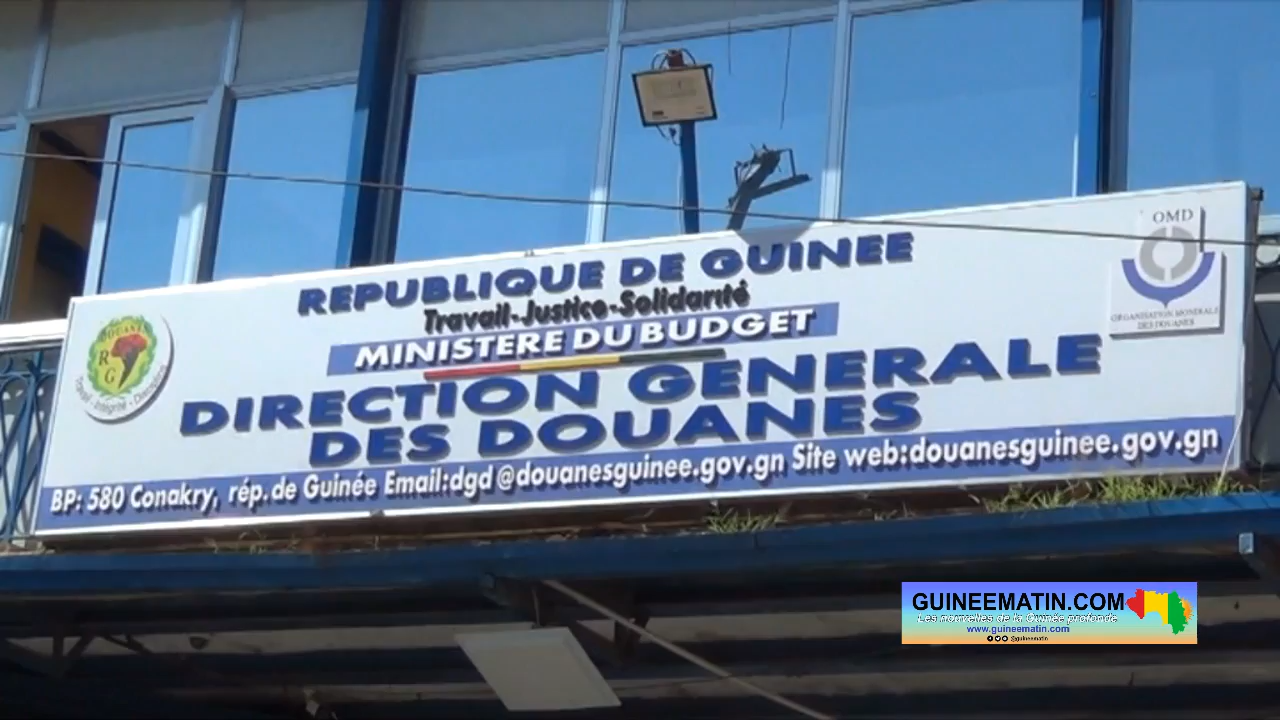 REPUBLIQUE DE GUINEE
Travail-Justice-Solidarité
MINISTERE DU BUDGET
DIRECTION GENERALE
DES DOUANES
BP: 580 Conakry, rép.de Guinée Email:dgd@douanesguinee.gov.gn Site web:douanesguinee.gov.gn
DOUANE
R
G
OMD
ORGANISATION MONDIALE
DES DOUANES
GUINEEMATIN.COM
Les nouvelles de la Guinée profonde
www.guineematin.com
@guineematin